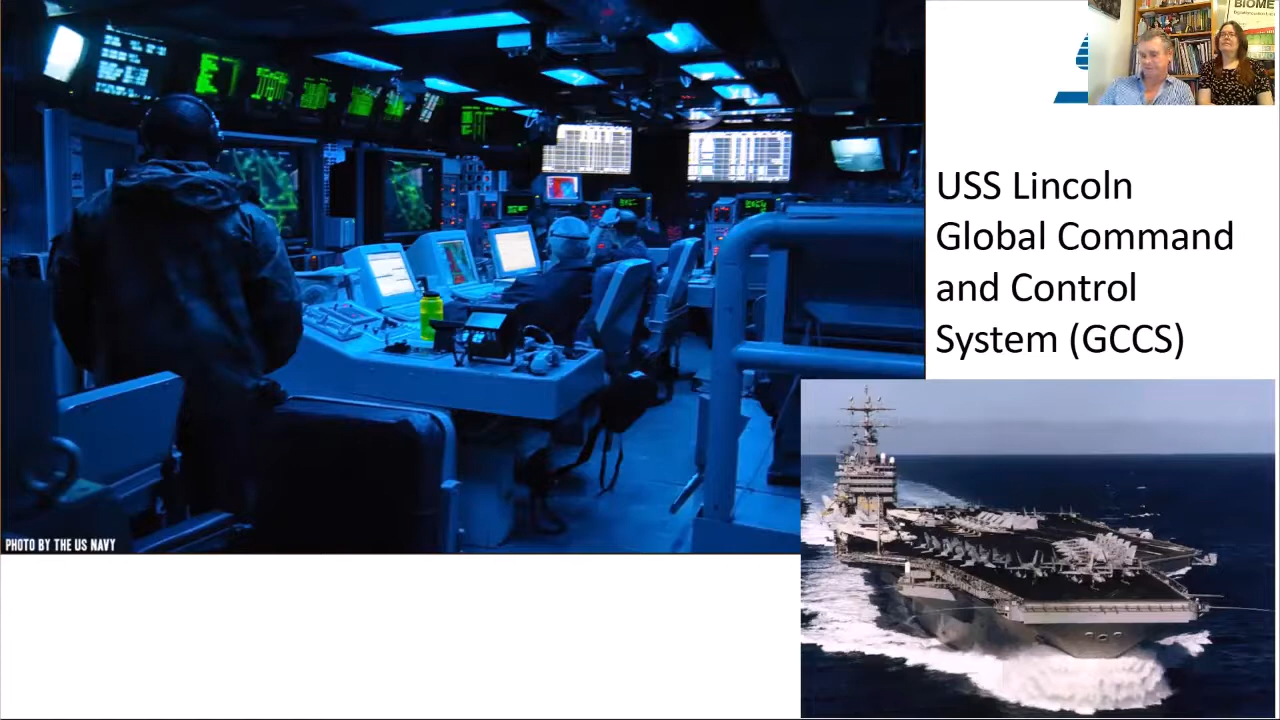 BIOME
USS Lincoln
Global Command
and Control
System (GCCS)
PHOTO BY THE US NAVY